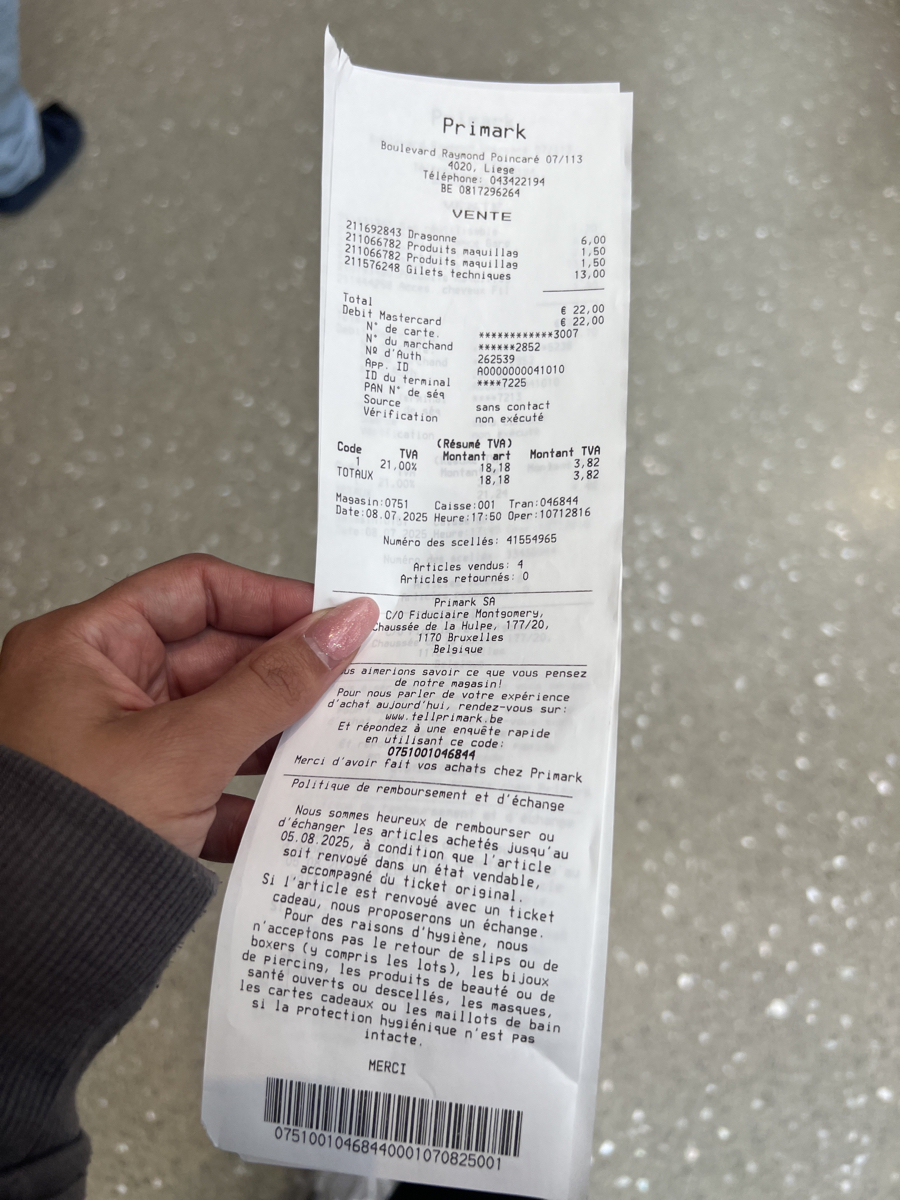 Primark
Boulevard Raymond Poincaré 07/113
4020, Liege
Téléphone: 043422194
BE 0817296264
VENTE
211692843 Dragonne 6,00
211066782 Produits maquillag 1,50
211066782 Produits maquillag 1,50
211576248 Gilets techniques 13,00
Total € 22,00
Debit Mastercard € 22,00
N° de carte. ************3007
N° du marchand ******2852
Nº d'Auth 262539
App. ID A0000000041010
ID du terminal ****7225
PAN N° de séq
Source sans contact
Vérification non exécuté
(Résumé TVA)
Code TVA Montant art Montant TVA
1 21,00% 18,18 3,82
TOTAUX 18,18 3,82
Magasin:0751 Caisse:001 Tran:046844
Date:08.07.2025 Heure:17:50 Oper:10712816
Numéro des scellés: 41554965
Articles vendus: 4
Articles retournés: 0
Primark SA
C/O Fiduciaire Montgomery,
Chaussée de la Hulpe, 177/20,
1170 Bruxelles
Belgique
aimerions savoir ce que vous pensez
de notre magasin!
Pour nous parler de votre expérience
d'achat aujourd'hui, rendez-vous sur:
www.tellprimark.be
Et répondez à une enquête rapide
en utilisant ce code:
0751001046844
Merci d'avoir fait vos achats chez Primark
Politique de remboursement et d'échange
Nous sommes heureux de rembourser ou
d'échanger les articles achetés jusqu'au
05.08.2025, à condition que l'article
soit renvoyé dans un état vendable,
accompagné du ticket original.
Si l'article est renvoyé avec un ticket
cadeau, nous proposerons un échange.
Pour des raisons d'hygiène, nous
n'acceptons pas le retour de slips ou de
boxers (y compris les lots), les bijoux
de piercing, les produits de beauté ou de
santé ouverts ou descellés, les masques,
les cartes cadeaux ou les maillots de bain
si la protection hygiénique n'est pas
intacte.
MERCI
07510010468440001070825001